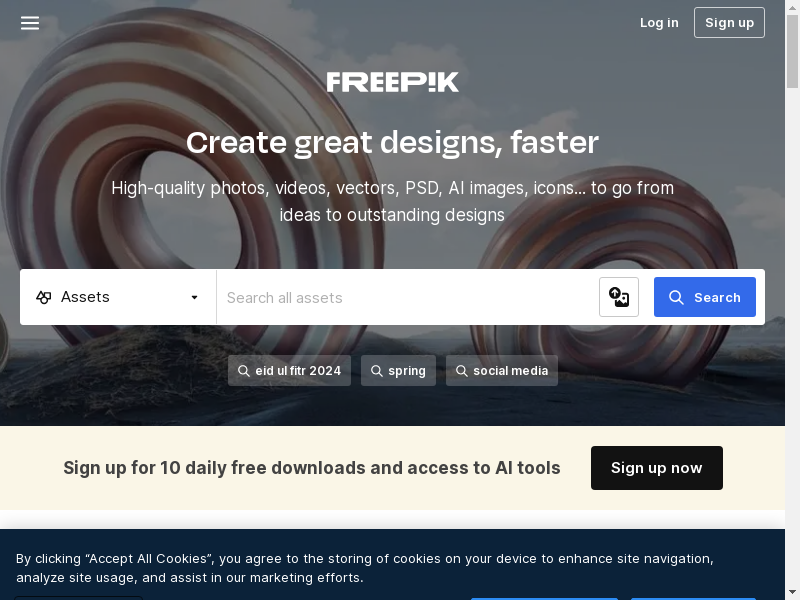 Log in
Sign up
FREEPIK
Create great designs, faster
High-quality photos, videos, vectors, PSD, AI images, icons... to go from
ideas to outstanding designs
Assets
Search all assets
Search
eid ul fitr 2024
spring
social media
Sign up for 10 daily free downloads and access to AI tools
Sign up now
By clicking “Accept All Cookies”, you agree to the storing of cookies on your device to enhance site navigation,
analyze site usage, and assist in our marketing efforts.